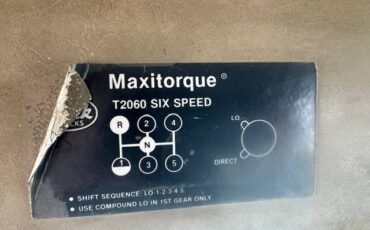 Maxitorque®
T2060 SIX SPEED
R 2 4
LO
N
DIRECT
1 3 5
• SHIFT SEQUENCE: LO-1-2-3-4-5.
• USE COMPOUND LO IN 1ST GEAR ONLY.